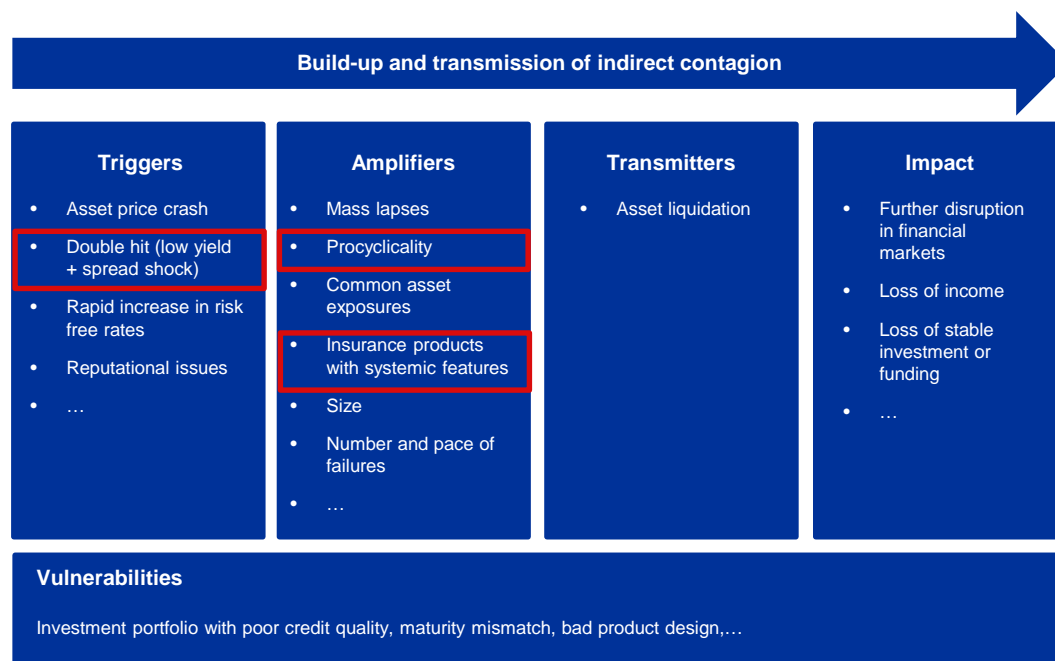 Build-up and transmission of indirect contagion
Triggers
• Asset price crash
• Double hit (low yield
+ spread shock)
• Rapid increase in risk
free rates
• Reputational issues
• …
Amplifiers
• Mass lapses
• Procyclicality
• Common asset
exposures
• Insurance products
with systemic features
• Size
• Number and pace of
failures
• …
Transmitters
• Asset liquidation
Impact
• Further disruption
in financial
markets
• Loss of income
• Loss of stable
investment or
funding
• …
Vulnerabilities
Investment portfolio with poor credit quality, maturity mismatch, bad product design,…